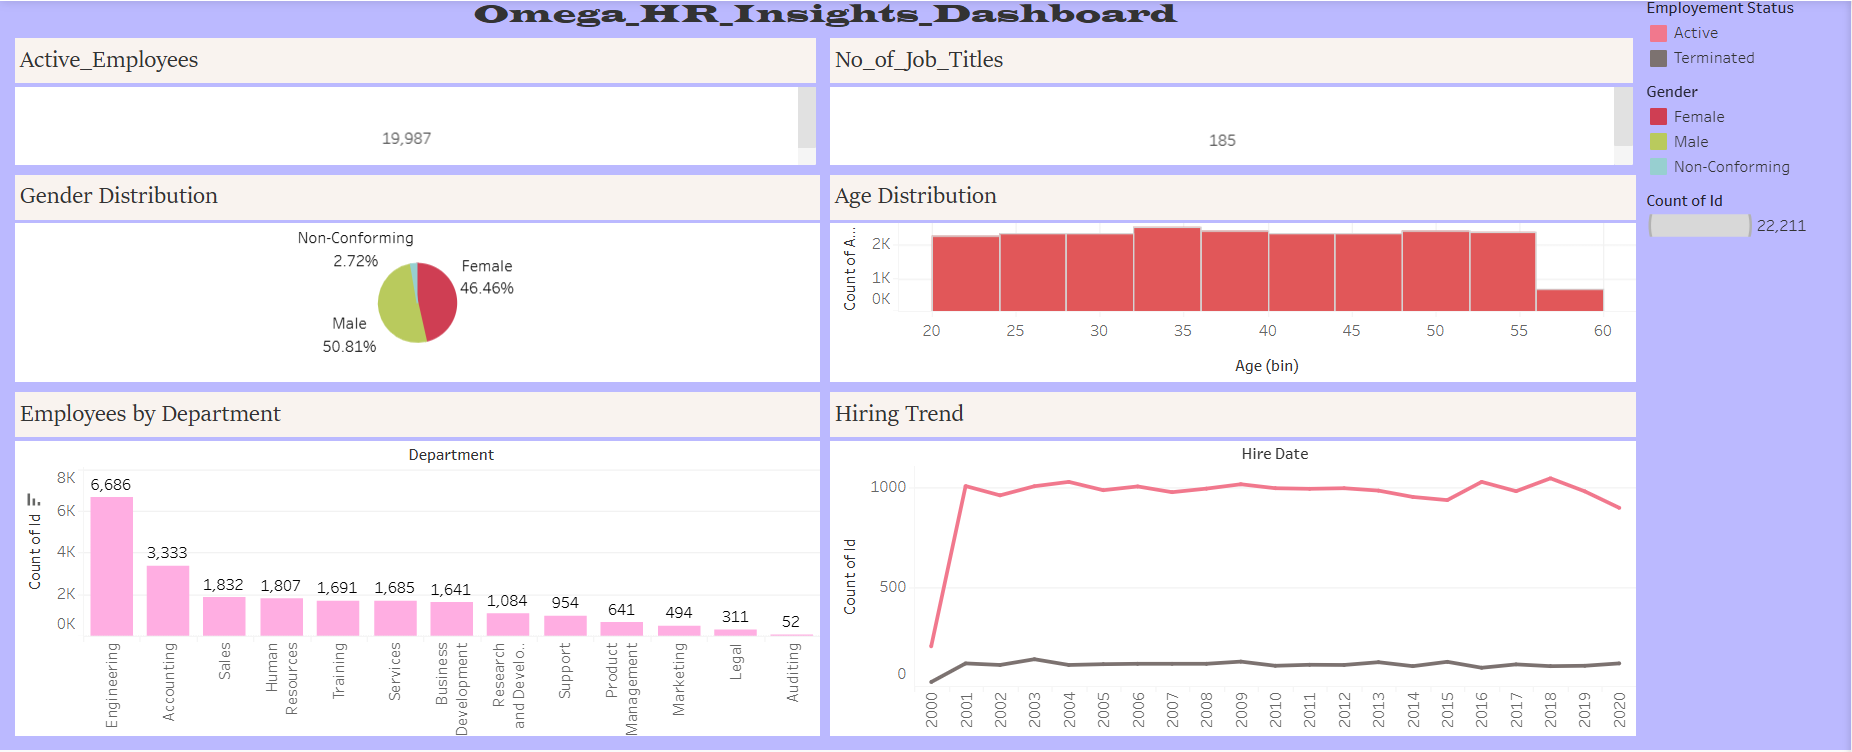 Omega_HR_Insights_Dashboard
Active_Employees
19,987
No_of_Job_Titles
185
Employement Status
Active
Terminated
Gender
Female
Male
Non-Conforming
Count of Id
22,211
Gender Distribution
Non-Conforming
2.72%
Female
46.46%
Male
50.81%
Age Distribution
Count of A...
2K
1K
0K
20 25 30 35 40 45 50 55 60
Age (bin)
Employees by Department
Department
Count of Id
8K
6K
4K
2K
0K
6,686
3,333
1,832
1,807
1,691
1,685
1,641
1,084
954
641
494
311
52
Engineering
Accounting
Sales
Human
Resources
Training
Services
Business
Development
Research
and Develo..
Support
Product
Management
Marketing
Legal
Auditing
Hiring Trend
Hire Date
Count of Id
1000
500
0
2000 2001 2002 2003 2004 2005 2006 2007 2008 2009 2010 2011 2012 2013 2014 2015 2016 2017 2018 2019 2020